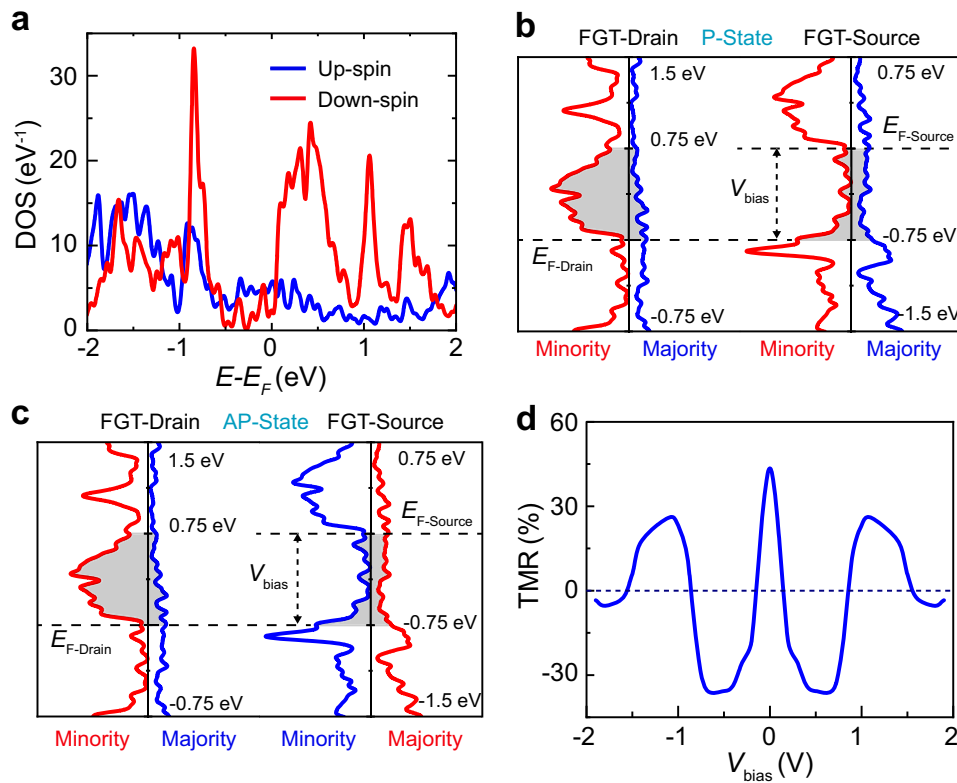 a
DOS (eV⁻¹)
30
20
10
0
Up-spin
Down-spin
-2 -1 0 1 2
E-E_F (eV)
b
FGT-Drain P-State FGT-Source
1.5 eV 0.75 eV
0.75 eV E_F-Source
V_bias
E_F-Drain -0.75 eV
-0.75 eV -1.5 eV
Minority Majority Minority Majority
c
FGT-Drain AP-State FGT-Source
1.5 eV 0.75 eV
0.75 eV E_F-Source
V_bias
E_F-Drain -0.75 eV
-0.75 eV -1.5 eV
Minority Majority Minority Majority
d
TMR (%)
60
30
0
-30
-2 -1 0 1 2
V_bias (V)